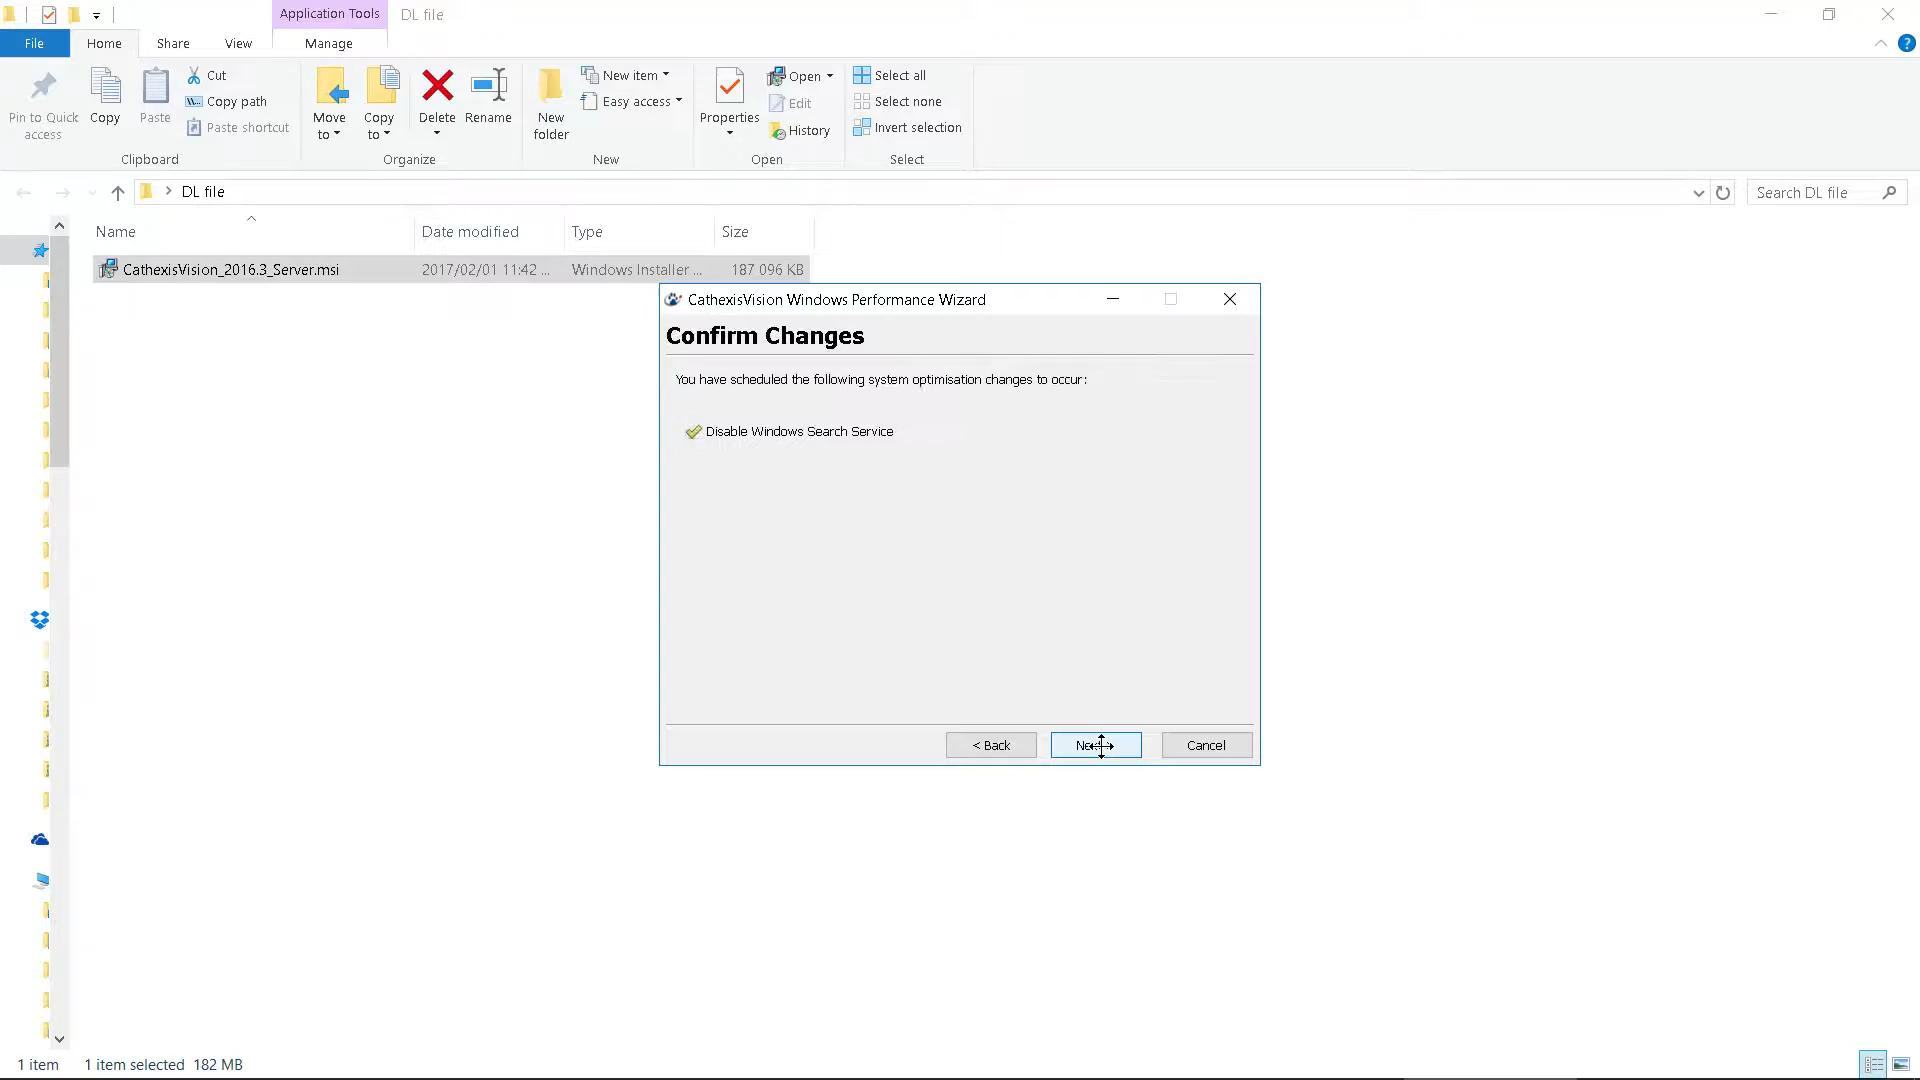 Application Tools
DL file
File
Home
Share
View
Manage
Pin to Quick access
Copy
Paste
Cut
Copy path
Paste shortcut
Clipboard
Move to
Copy to
Delete
Rename
Organize
New folder
New item
Easy access
New
Properties
Open
Edit
History
Open
Select all
Select none
Invert selection
Select
DL file
Search DL file
Name
Date modified
Type
Size
CathexisVision_2016.3_Server.msi
2017/02/01 11:42 ...
Windows Installer ...
187 096 KB
CathexisVision Windows Performance Wizard
Confirm Changes
You have scheduled the following system optimisation changes to occur:
Disable Windows Search Service
< Back
Cancel
1 item
1 item selected
182 MB